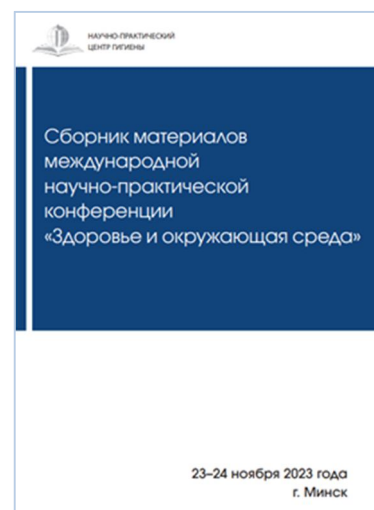 НАУЧНО-ПРАКТИЧЕСКИЙ
ЦЕНТР ГИГИЕНЫ
Сборник материалов
международной
научно-практической
конференции
«Здоровье и окружающая среда»
23–24 ноября 2023 года
г. Минск